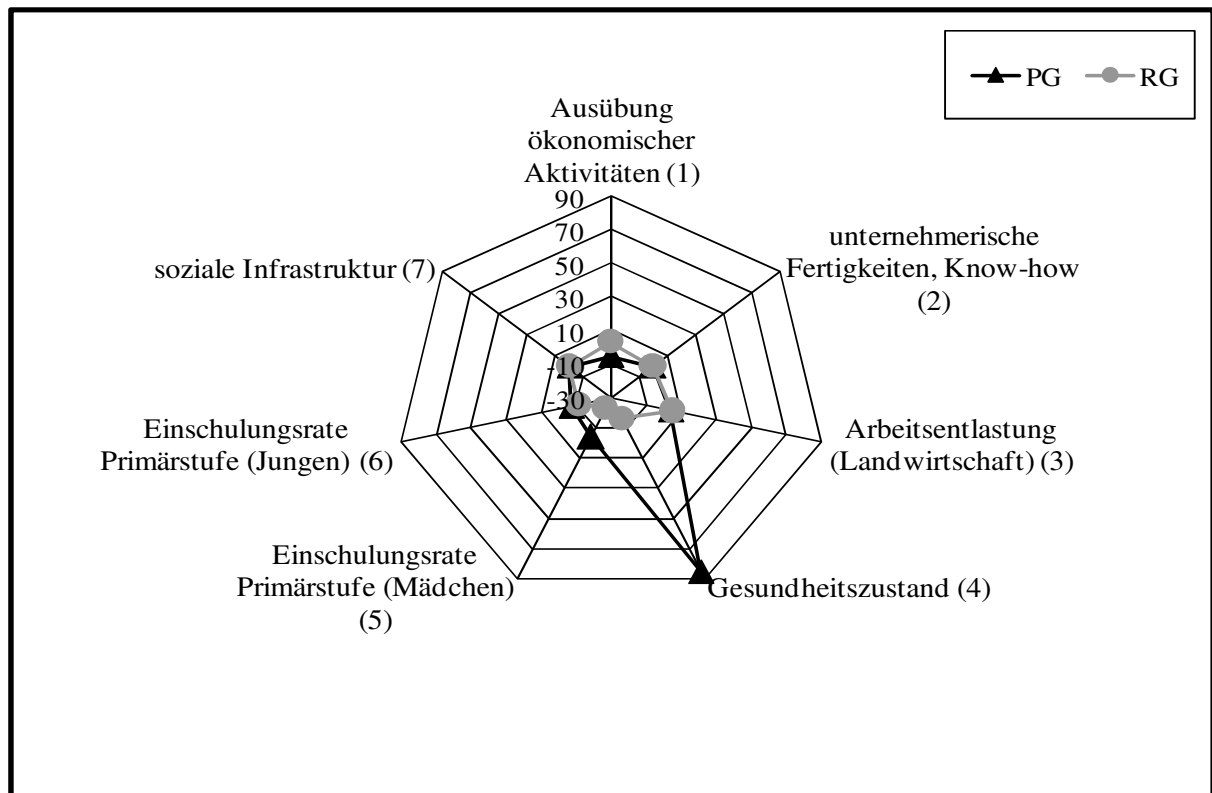 PG RG
Ausübung
ökonomischer
Aktivitäten (1)
90
70
50
30
10
-10
-30
unternehmerische
Fertigkeiten, Know-how
(2)
Arbeitsentlastung
(Landwirtschaft) (3)
Gesundheitszustand (4)
Einschulungsrate
Primärstufe (Mädchen)
(5)
Einschulungsrate
Primärstufe (Jungen) (6)
soziale Infrastruktur (7)